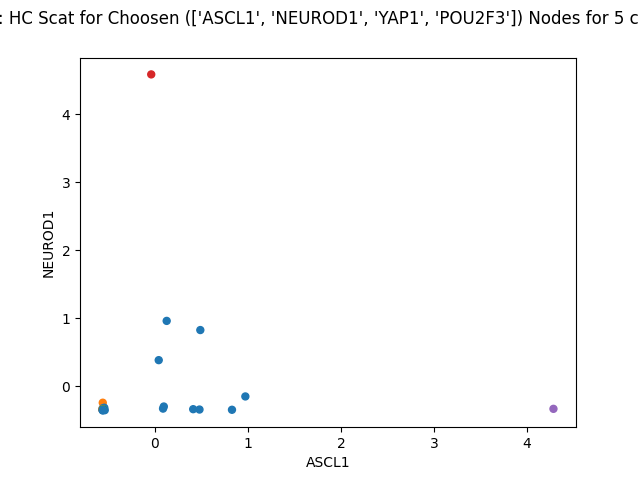 : HC Scat for Choosen (['ASCL1', 'NEUROD1', 'YAP1', 'POU2F3']) Nodes for 5 c
4
3
2
1
0
NEUROD1
0 1 2 3 4
ASCL1